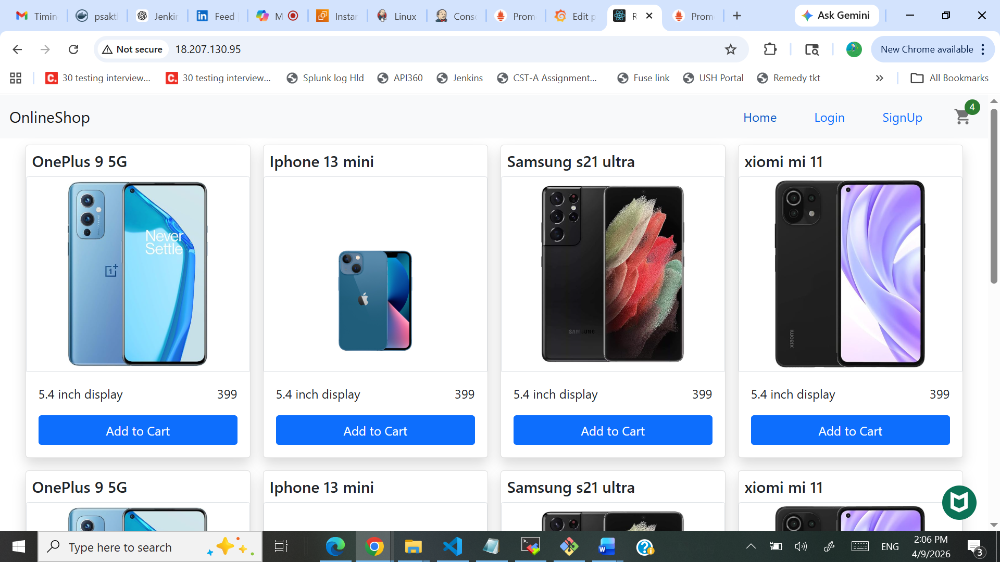 Timin
psakt
Jenkin
Feed
M
Instan
Linux
Conso
Prom
Edit p
R
Prom
Ask Gemini
Not secure
18.207.130.95
New Chrome available
30 testing interview...
30 testing interview...
Splunk log Hld
API360
Jenkins
CST-A Assignment...
Fuse link
USH Portal
Remedy tkt
All Bookmarks
OnlineShop
Home
Login
SignUp
4
OnePlus 9 5G
Iphone 13 mini
Samsung s21 ultra
xiomi mi 11
Never
Settle
SAMSUNG
xiaomi
5.4 inch display 399
5.4 inch display 399
5.4 inch display 399
5.4 inch display 399
Add to Cart
Add to Cart
Add to Cart
Add to Cart
OnePlus 9 5G
Iphone 13 mini
Samsung s21 ultra
xiomi mi 11
Type here to search
ENG
2:06 PM
4/9/2026
3